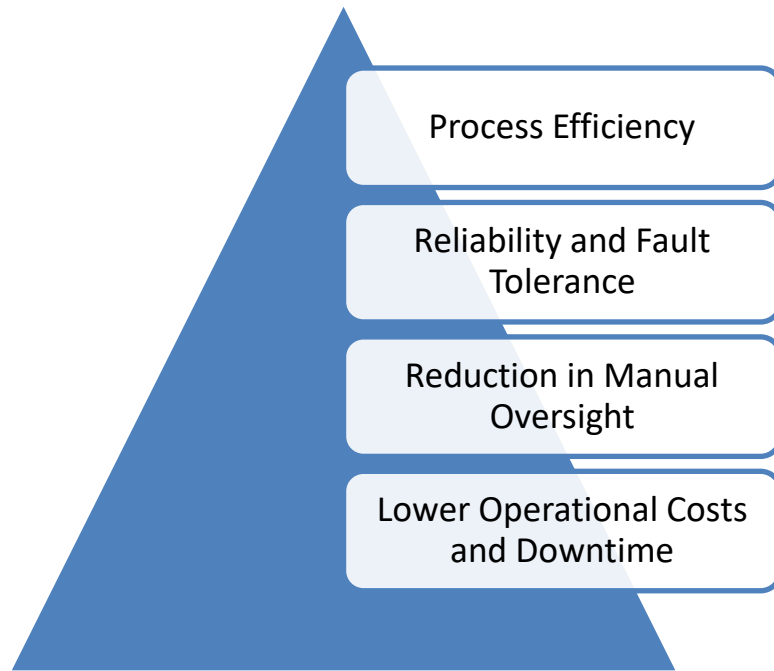 Process Efficiency
Reliability and Fault
Tolerance
Reduction in Manual
Oversight
Lower Operational Costs
and Downtime